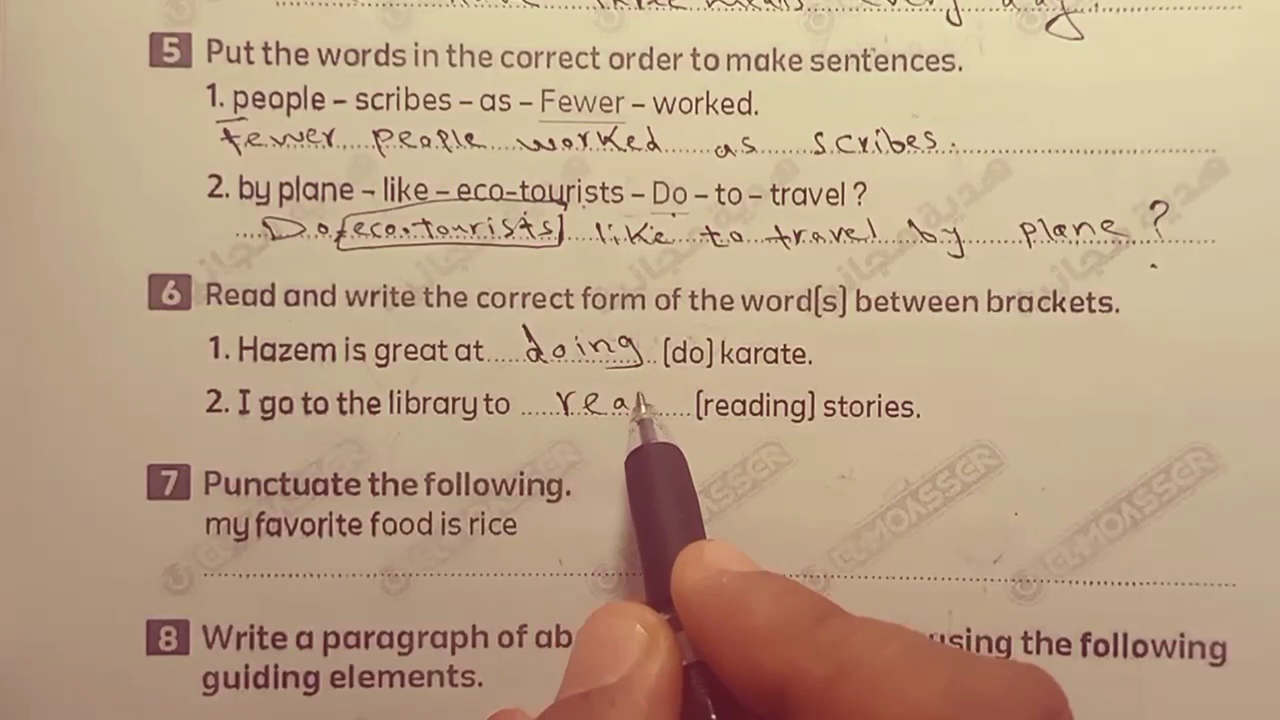 every day.
5 Put the words in the correct order to make sentences.
1. people – scribes – as – Fewer – worked.
Fewer people worked as scribes.
2. by plane – like – eco-tourists – Do – to – travel ?
Do eco-tourists like to travel by plane ?
6 Read and write the correct form of the word(s) between brackets.
1. Hazem is great at doing (do) karate.
2. I go to the library to rea (reading) stories.
7 Punctuate the following.
my favorite food is rice
8 Write a paragraph of using the following
guiding elements.